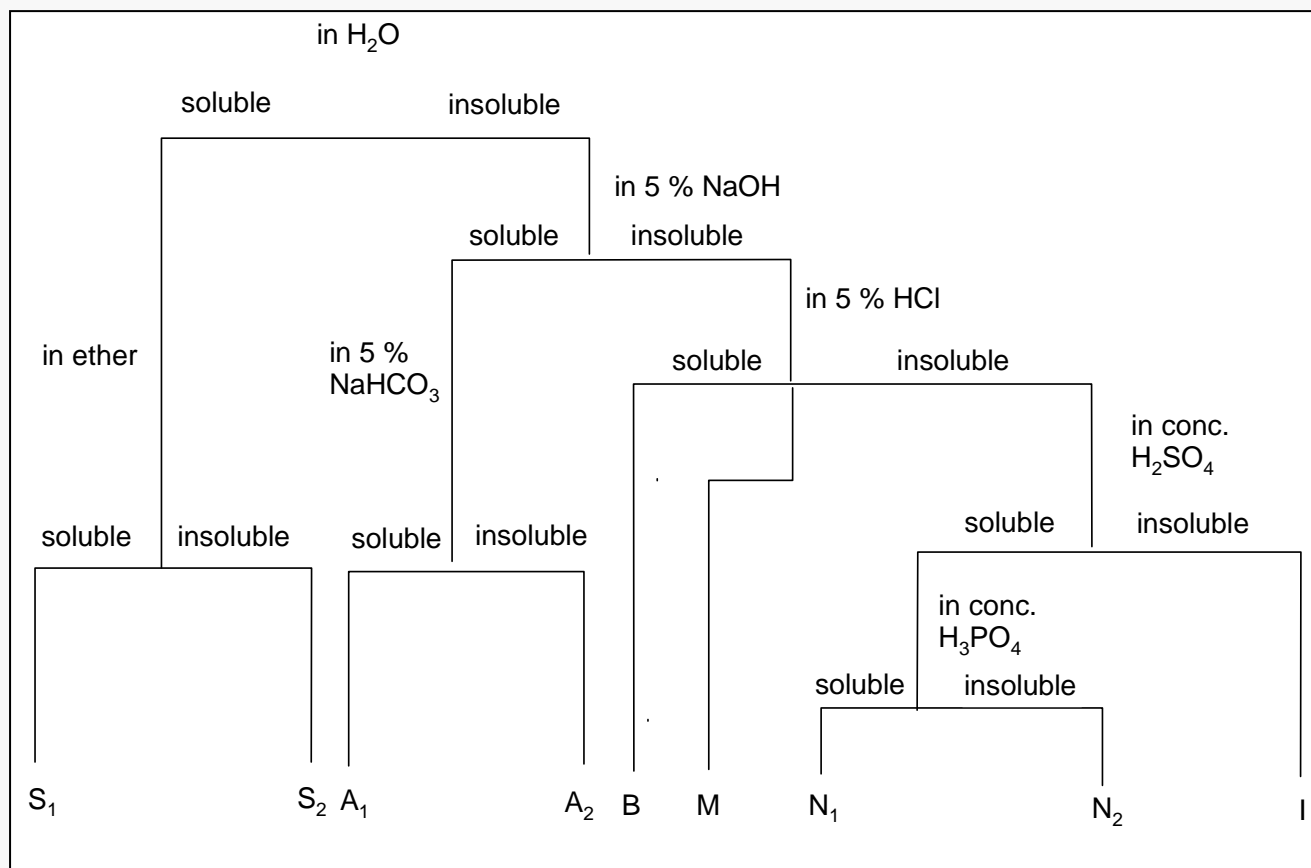 in H₂O
soluble insoluble
in 5 % NaOH
soluble insoluble
in 5 % HCl
in ether
in 5 %
NaHCO₃
soluble insoluble
in conc.
H₂SO₄
soluble insoluble
soluble insoluble
soluble insoluble
in conc.
H₃PO₄
soluble insoluble
S₁ S₂ A₁ A₂ B M N₁ N₂ I